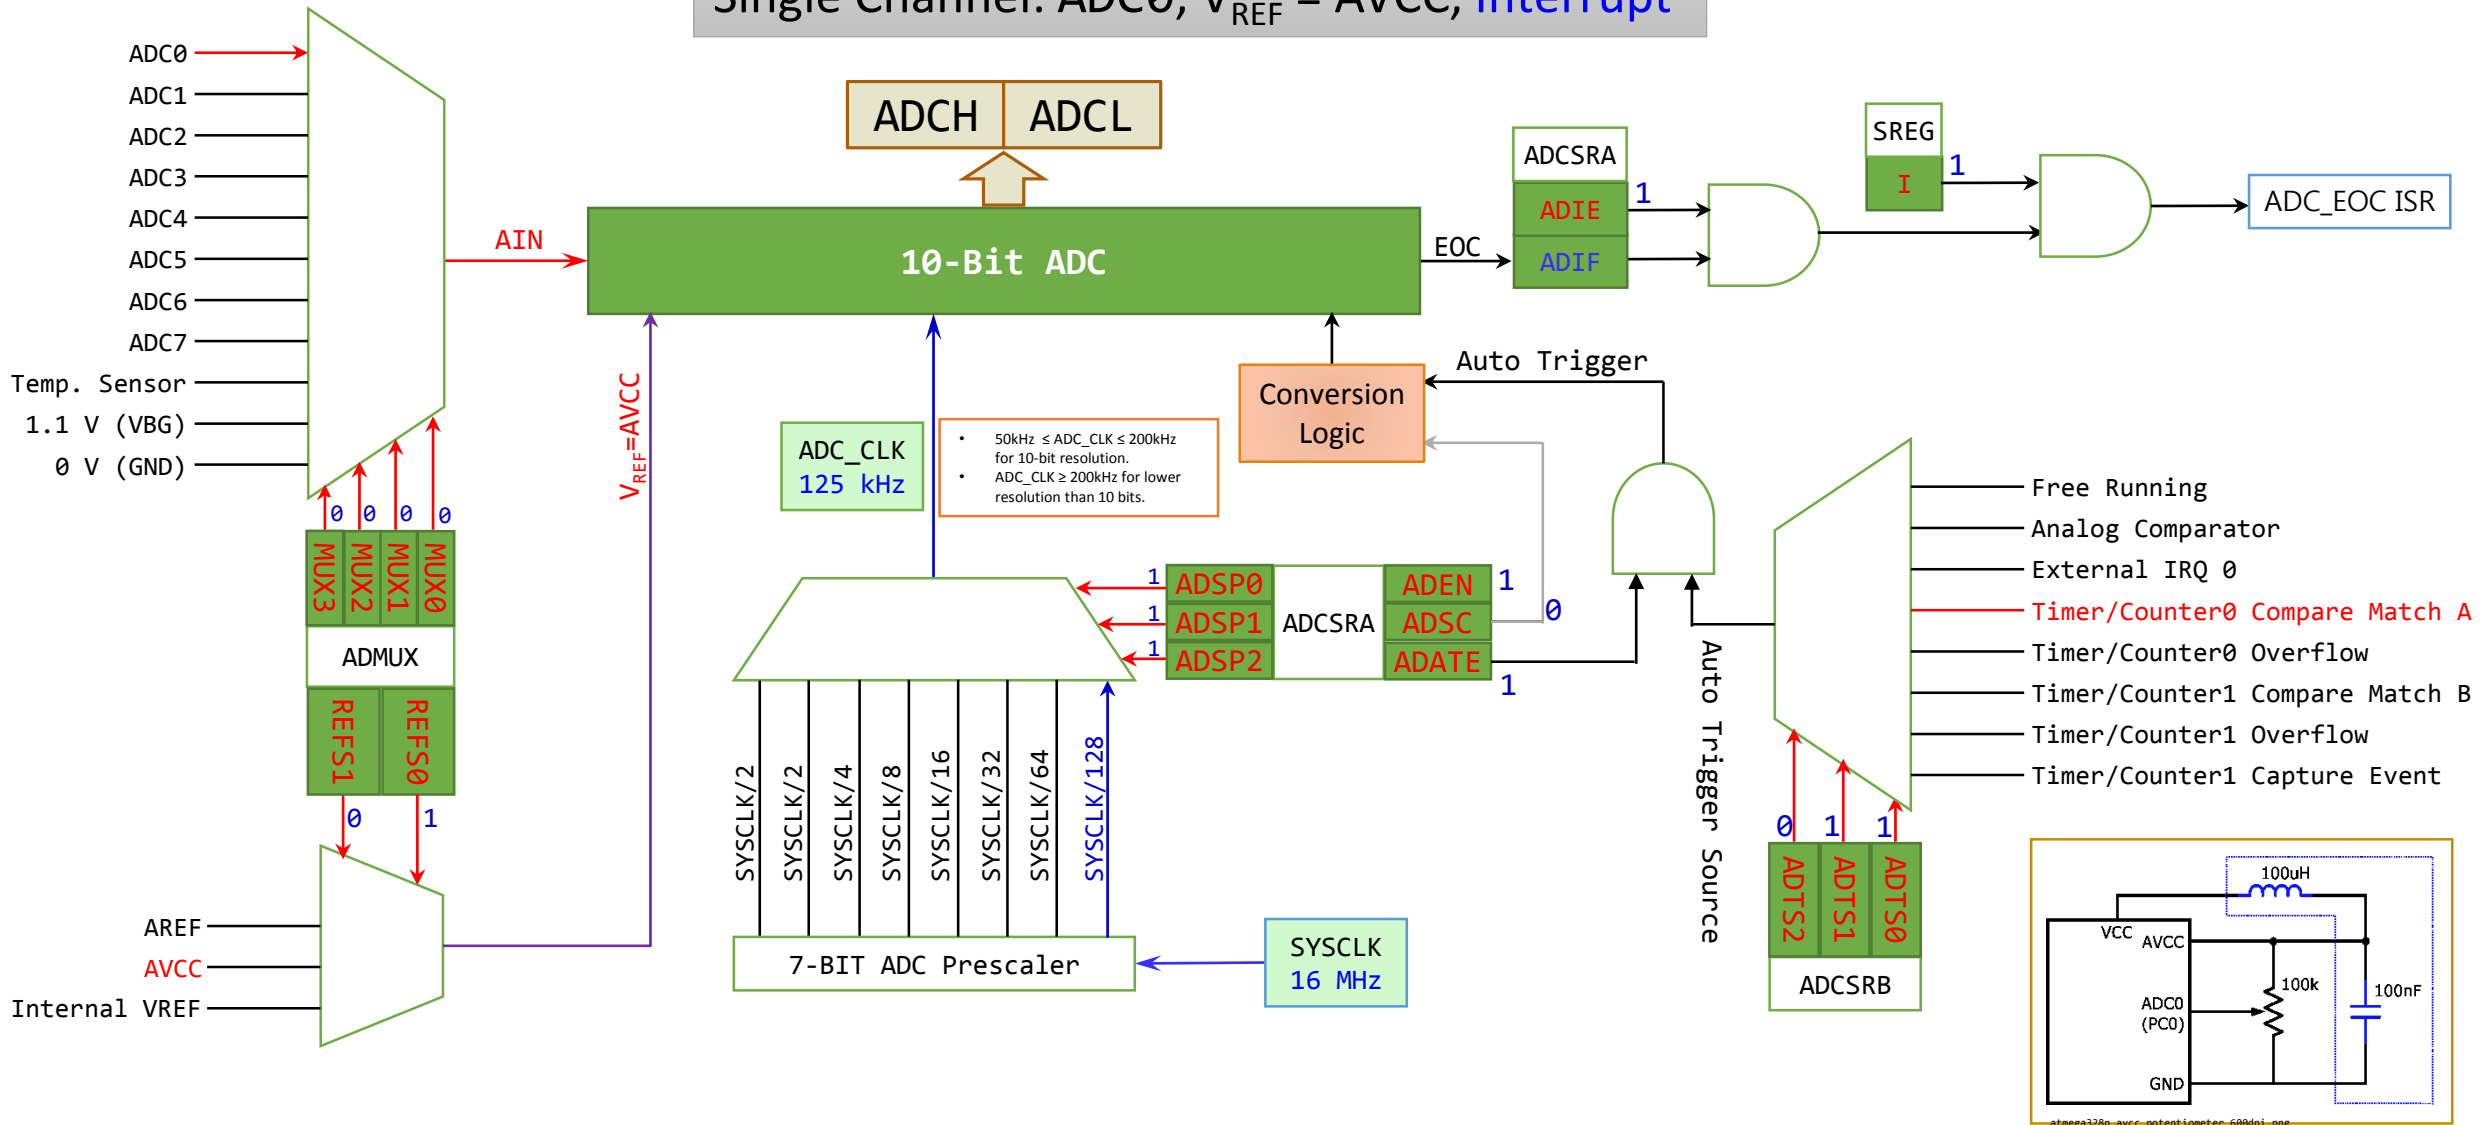 Single Channel: ADC0, VREF = AVCC, Interrupt
ADC0
ADC1
ADC2
ADC3
ADC4
ADC5
ADC6
ADC7
Temp. Sensor
1.1 V (VBG)
0 V (GND)
AIN
ADCH ADCL
10-Bit ADC
EOC
ADCSRA
ADIE
ADIF
1
SREG
I
1
ADC_EOC ISR
0 0 0 0
MUX3 MUX2 MUX1 MUX0
ADMUX
REFS1 REFS0
0 1
AREF
AVCC
Internal VREF
VREF=AVCC
ADC_CLK
125 kHz
• 50kHz ≤ ADC_CLK ≤ 200kHz
for 10-bit resolution.
• ADC_CLK ≥ 200kHz for lower
resolution than 10 bits.
Conversion
Logic
Auto Trigger
1 ADSP0
1 ADSP1
1 ADSP2
ADCSRA
ADEN 1
ADSC 0
ADATE
1
SYSCLK/2
SYSCLK/2
SYSCLK/4
SYSCLK/8
SYSCLK/16
SYSCLK/32
SYSCLK/64
SYSCLK/128
7-BIT ADC Prescaler
SYSCLK
16 MHz
Auto Trigger Source
Free Running
Analog Comparator
External IRQ 0
Timer/Counter0 Compare Match A
Timer/Counter0 Overflow
Timer/Counter1 Compare Match B
Timer/Counter1 Overflow
Timer/Counter1 Capture Event
0 1 1
ADTS2 ADTS1 ADTS0
ADCSRB
100uH
VCC
AVCC
100k
100nF
ADC0
(PC0)
GND
atmega328p_avcc_potentiometer_600dpi.png